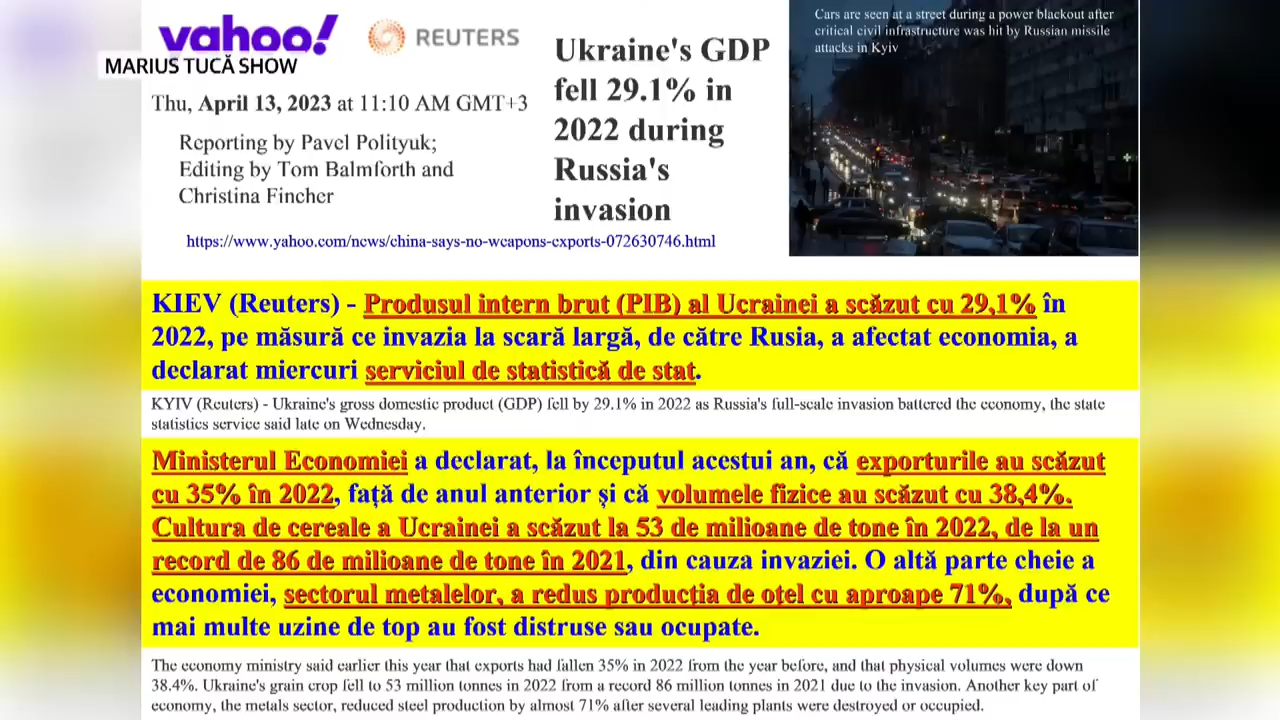 yahoo!
REUTERS
MARIUS TUCĂ SHOW
Thu, April 13, 2023 at 11:10 AM GMT+3
Reporting by Pavel Polityuk;
Editing by Tom Balmforth and
Christina Fincher
https://www.yahoo.com/news/china-says-no-weapons-exports-072630746.html
Ukraine's GDP
fell 29.1% in
2022 during
Russia's
invasion
Cars are seen at a street during a power blackout after
critical civil infrastructure was hit by Russian missile
attacks in Kyiv
KIEV (Reuters) - Produsul intern brut (PIB) al Ucrainei a scăzut cu 29,1% în
2022, pe măsură ce invazia la scară largă, de către Rusia, a afectat economia, a
declarat miercuri serviciul de statistică de stat.
KYIV (Reuters) - Ukraine's gross domestic product (GDP) fell by 29.1% in 2022 as Russia's full-scale invasion battered the economy, the state
statistics service said late on Wednesday.
Ministerul Economiei a declarat, la începutul acestui an, că exporturile au scăzut
cu 35% în 2022, față de anul anterior și că volumele fizice au scăzut cu 38,4%.
Cultura de cereale a Ucrainei a scăzut la 53 de milioane de tone în 2022, de la un
record de 86 de milioane de tone în 2021, din cauza invaziei. O altă parte cheie a
economiei, sectorul metalelor, a redus producția de oțel cu aproape 71%, după ce
mai multe uzine de top au fost distruse sau ocupate.
The economy ministry said earlier this year that exports had fallen 35% in 2022 from the year before, and that physical volumes were down
38.4%. Ukraine's grain crop fell to 53 million tonnes in 2022 from a record 86 million tonnes in 2021 due to the invasion. Another key part of
economy, the metals sector, reduced steel production by almost 71% after several leading plants were destroyed or occupied.